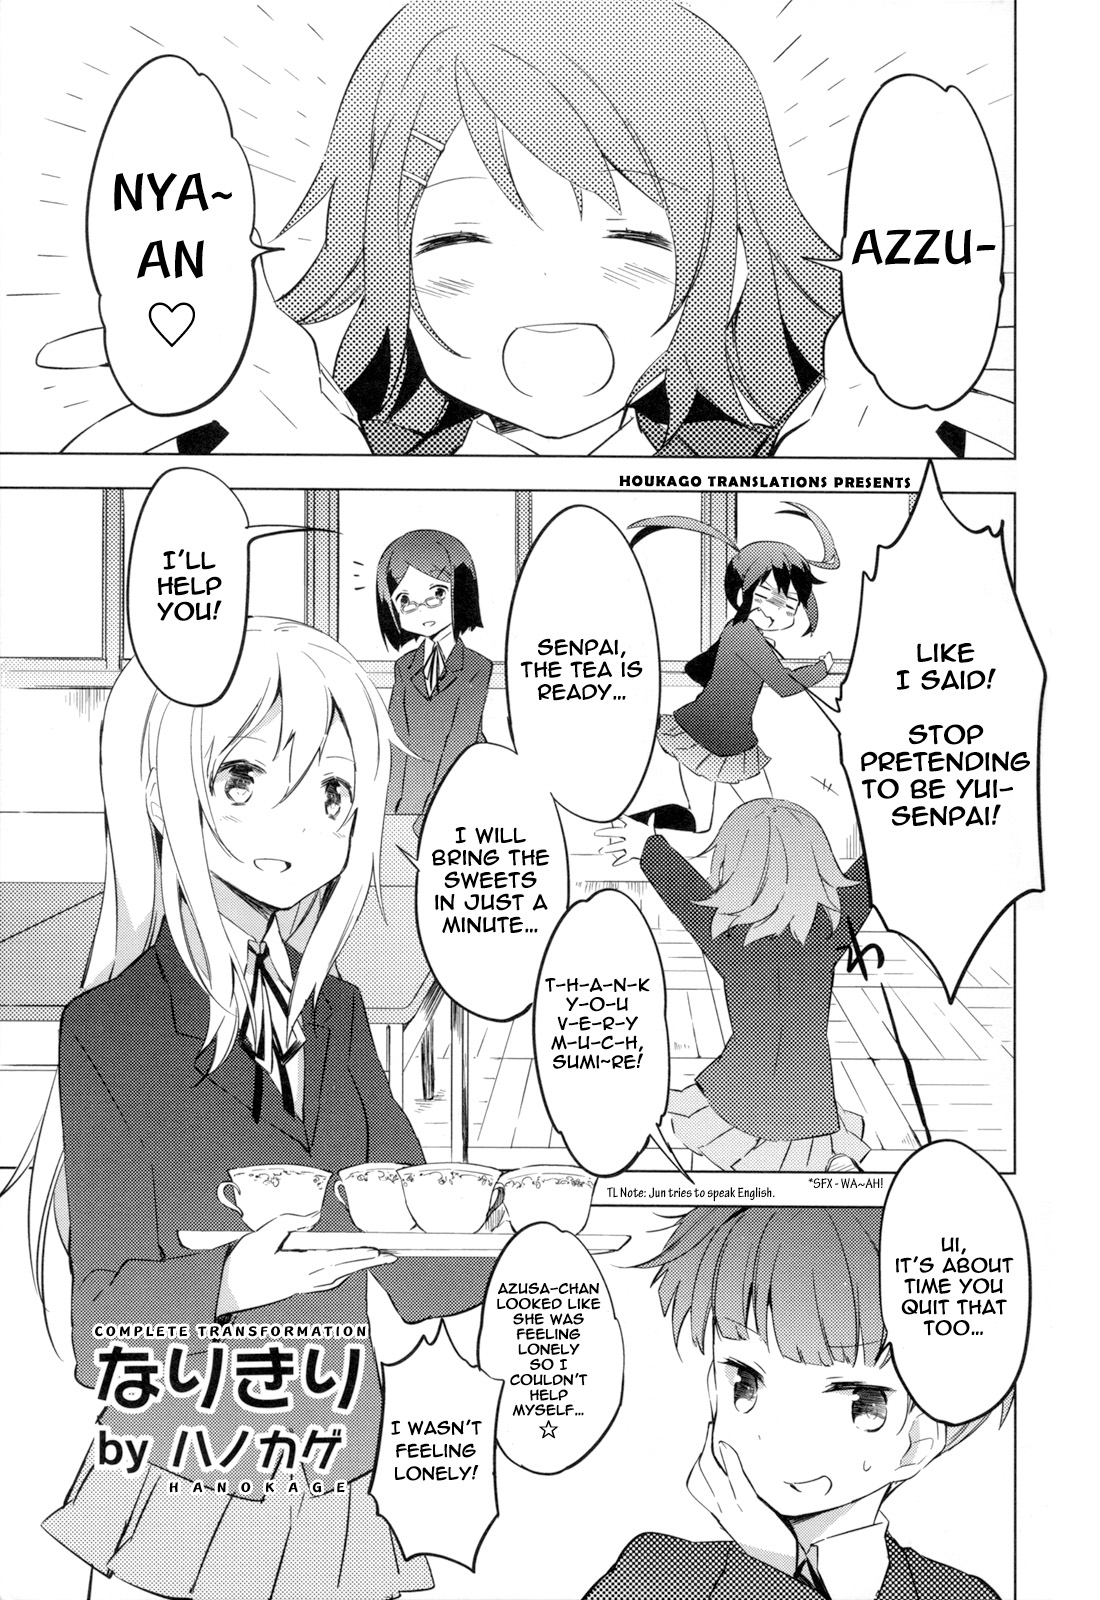 AZZU-
NYA~
AN
♡
HOUKAGO TRANSLATIONS PRESENTS
LIKE
I SAID!
STOP
PRETENDING
TO BE YUI-
SENPAI!
SENPAI,
THE TEA IS
READY...
I WILL
BRING THE
SWEETS
IN JUST A
MINUTE...
I'LL
HELP
YOU!
T-H-A-N-K
Y-O-U
V-E-R-Y
M-U-C-H,
SUMI~RE!
わ
*SFX - WA~AH!
TL Note: Jun tries to speak English.
UI,
IT'S ABOUT
TIME YOU
QUIT THAT
TOO...
AZUSA-CHAN
LOOKED LIKE
SHE WAS
FEELING
LONELY
SO I
COULDN'T
HELP
MYSELF...
☆
I WASN'T
FEELING
LONELY!
COMPLETE TRANSFORMATION
なりきり
by ハノカゲ
HANOKAGE